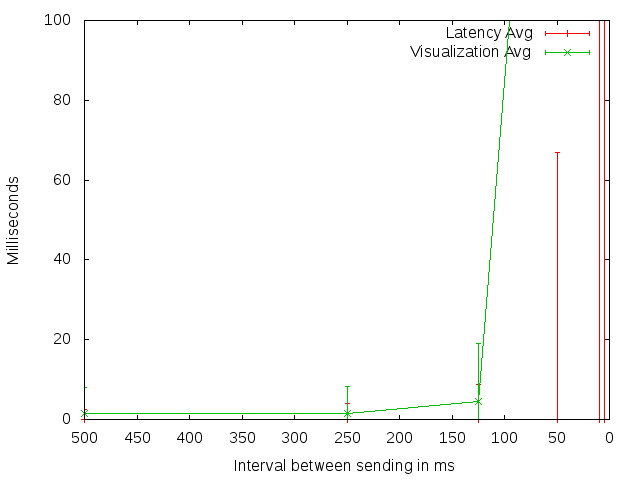 100
Latency Avg
Visualization Avg
80
60
Milliseconds
40
20
0
500 450 400 350 300 250 200 150 100 50 0
Interval between sending in ms